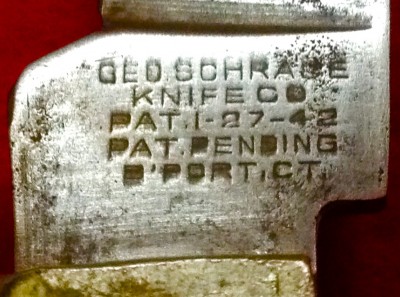 GEO.SCHRADE
KNIFE CO
PAT.1-27-42
PAT.PENDING
B'PORT,CT.